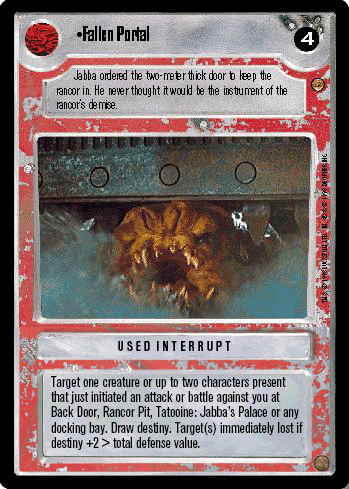 •Fallen Portal
4
Jabba ordered the two-meter thick door to keep the
rancor in. He never thought it would be the instrument of the
rancor's demise.
USED INTERRUPT
Target one creature or up to two characters present
that just initiated an attack or battle against you at
Back Door, Rancor Pit, Tatooine: Jabba's Palace or any
docking bay. Draw destiny. Target(s) immediately lost if
destiny +2 > total defense value.